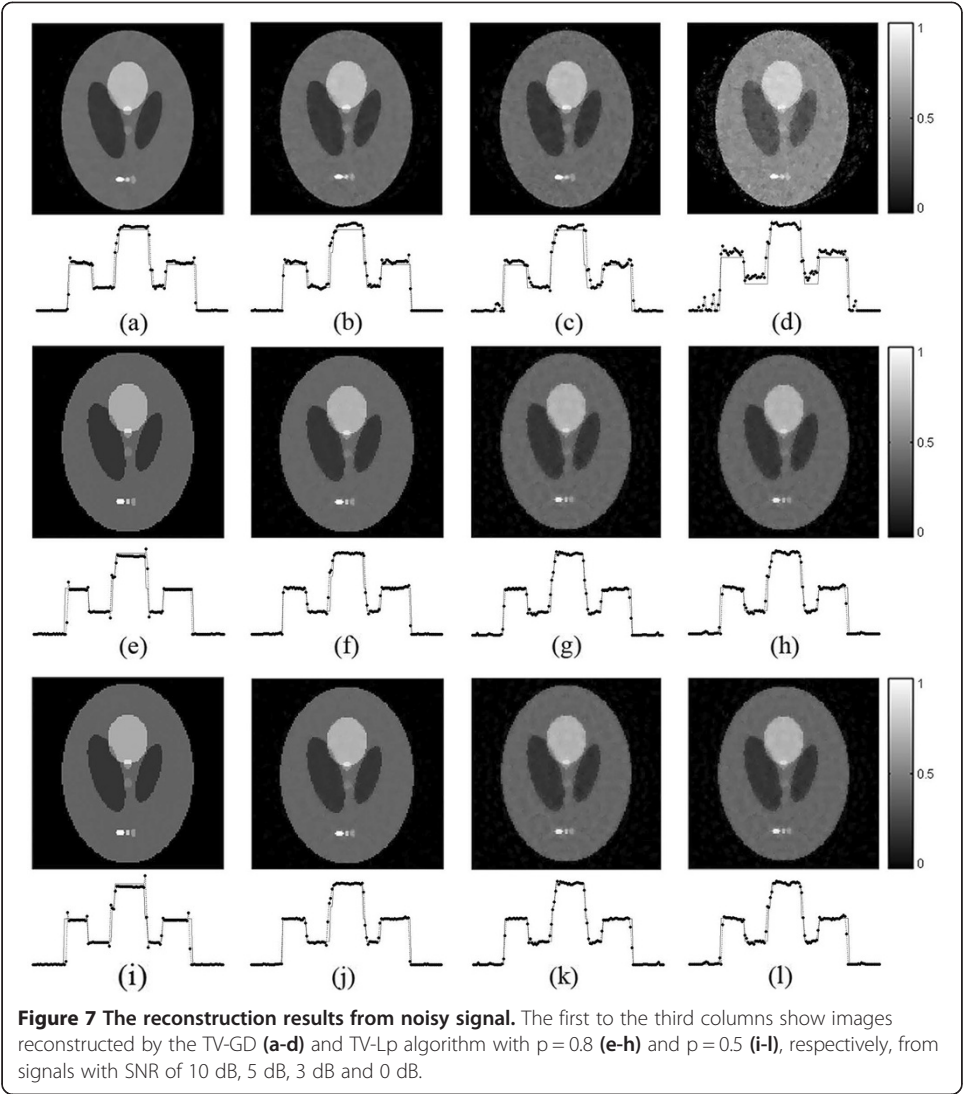 1
0.5
0
(a) (b) (c) (d)
1
0.5
0
(e) (f) (g) (h)
1
0.5
0
(i) (j) (k) (l)
Figure 7 The reconstruction results from noisy signal. The first to the third columns show images
reconstructed by the TV-GD (a-d) and TV-Lp algorithm with p = 0.8 (e-h) and p = 0.5 (i-l), respectively, from
signals with SNR of 10 dB, 5 dB, 3 dB and 0 dB.